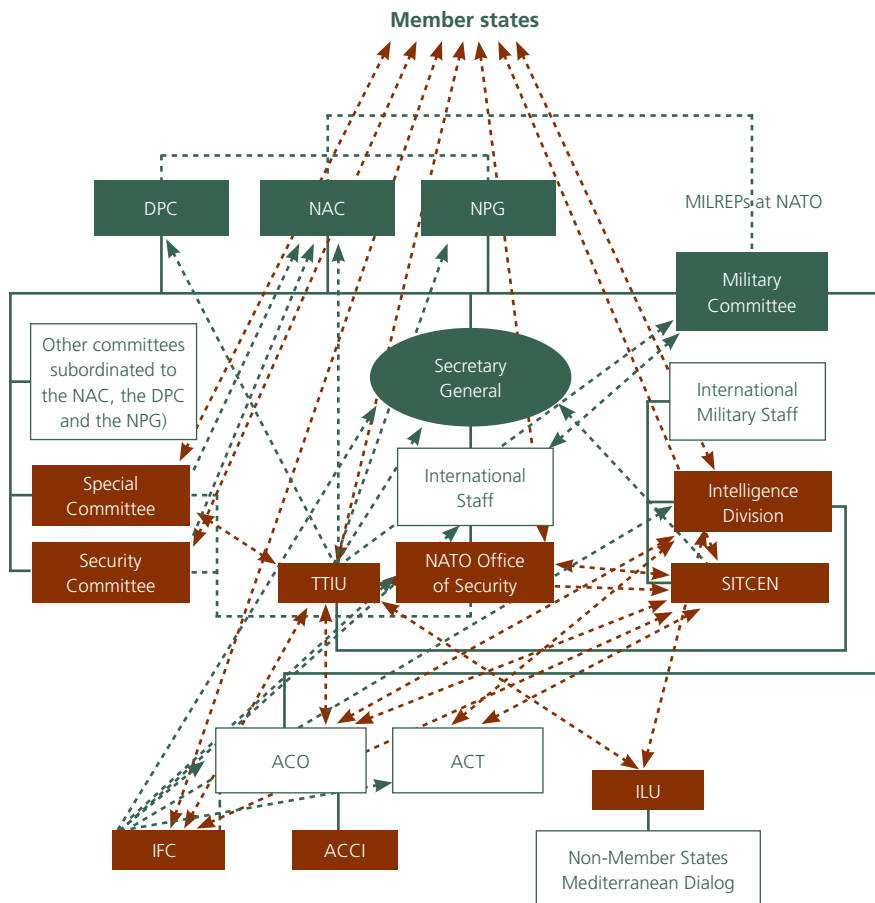 Member states
DPC
NAC
NPG
MILREPs at NATO
Military
Committee
Other committees
subordinated to
the NAC, the DPC
and the NPG)
Secretary
General
International
Military Staff
Special
Committee
International
Staff
Intelligence
Division
Security
Committee
TTIU
NATO Office
of Security
SITCEN
ACO
ACT
ILU
IFC
ACCI
Non-Member States
Mediterranean Dialog